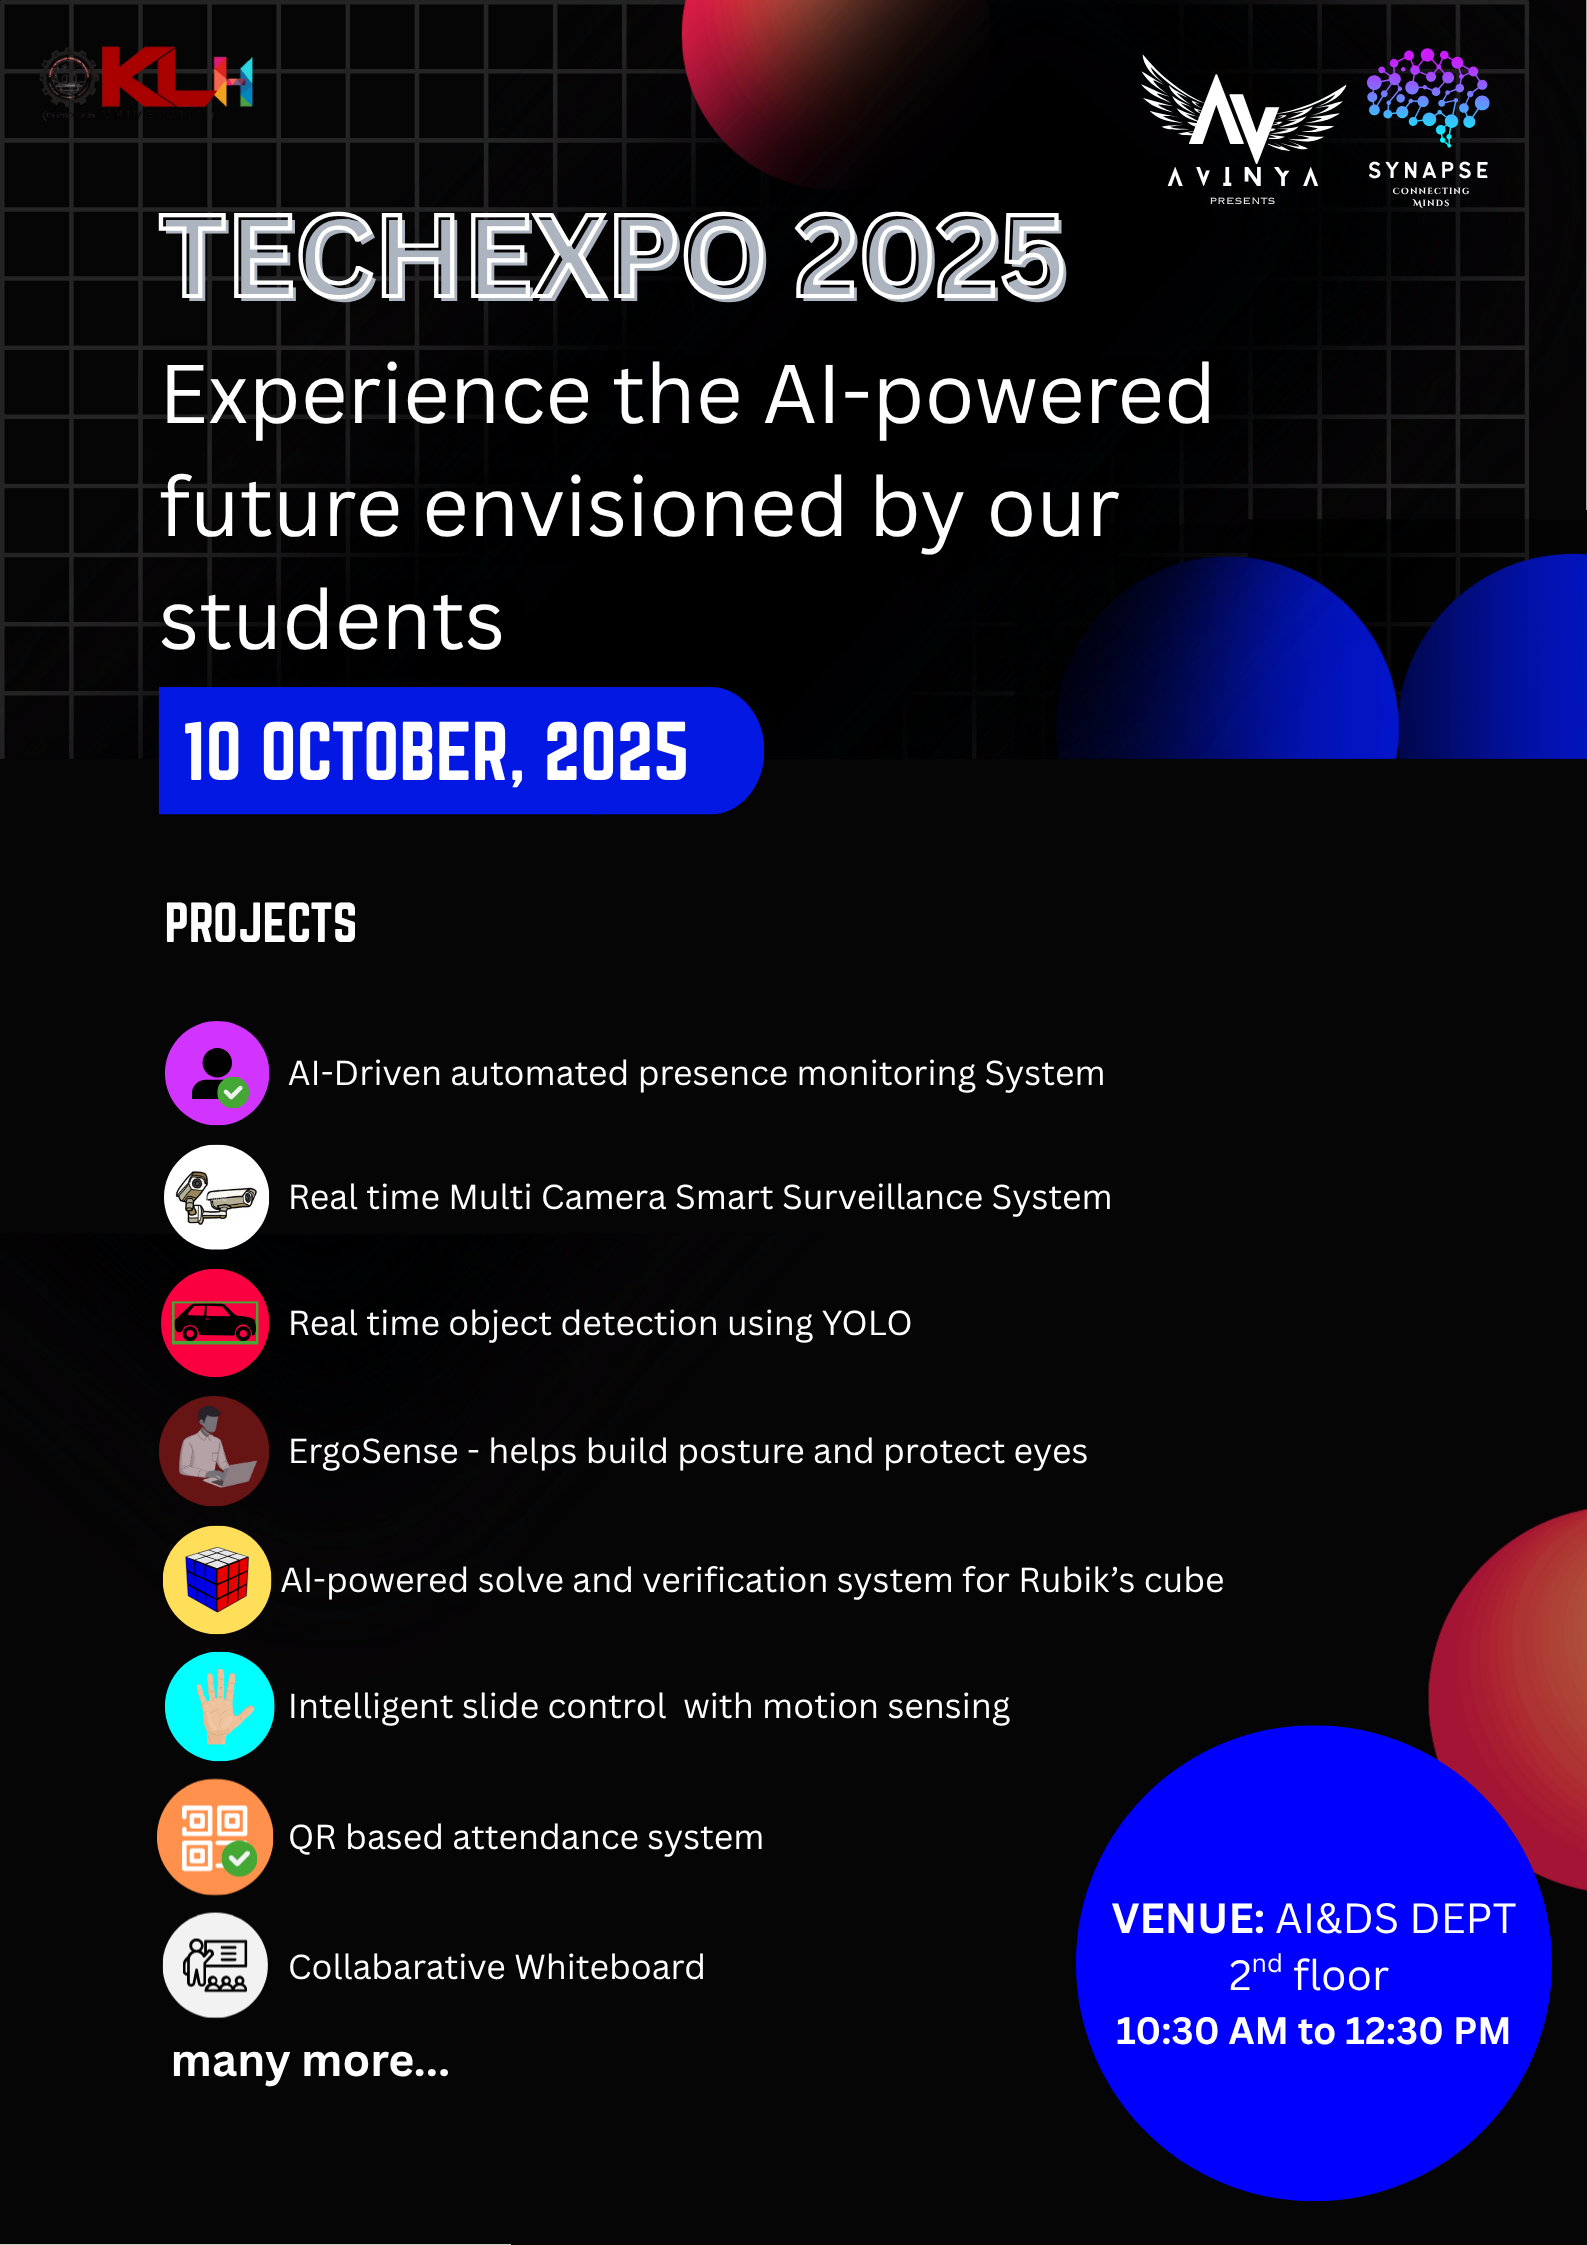 KLH
AV
AVINYA
PRESENTS
SYNAPSE
CONNECTING
MINDS
TECHEXPO 2025
Experience the AI-powered
future envisioned by our
students
10 OCTOBER, 2025
PROJECTS
AI-Driven automated presence monitoring System
Real time Multi Camera Smart Surveillance System
Real time object detection using YOLO
ErgoSense - helps build posture and protect eyes
AI-powered solve and verification system for Rubik’s cube
Intelligent slide control  with motion sensing
QR based attendance system
Collabarative Whiteboard
many more...
VENUE: AI&DS DEPT
2nd floor
10:30 AM to 12:30 PM